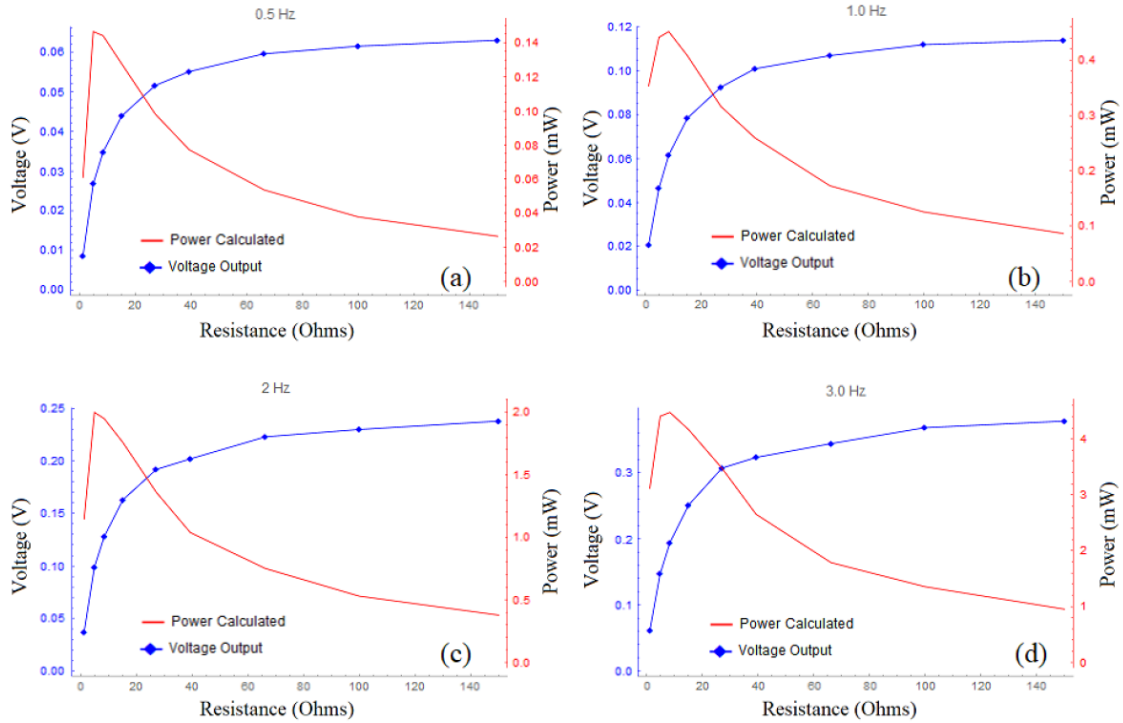 0.5 Hz
0.06
0.05
0.04
0.03
0.02
0.01
0.00
Voltage (V)
0.14
0.12
0.10
0.08
0.06
0.04
0.02
0.00
Power (mW)
Power Calculated
Voltage Output
(a)
0 20 40 60 80 100 120 140
Resistance (Ohms)
1.0 Hz
0.12
0.10
0.08
0.06
0.04
0.02
0.00
Voltage (V)
0.4
0.3
0.2
0.1
0.0
Power (mW)
Power Calculated
Voltage Output
(b)
0 20 40 60 80 100 120 140
Resistance (Ohms)
2 Hz
0.25
0.20
0.15
0.10
0.05
0.00
Voltage (V)
2.0
1.5
1.0
0.5
0.0
Power (mW)
Power Calculated
Voltage Output
(c)
0 20 40 60 80 100 120 140
Resistance (Ohms)
3.0 Hz
0.3
0.2
0.1
0.0
Voltage (V)
4
3
2
1
0
Power (mW)
Power Calculated
Voltage Output
(d)
0 20 40 60 80 100 120 140
Resistance (Ohms)